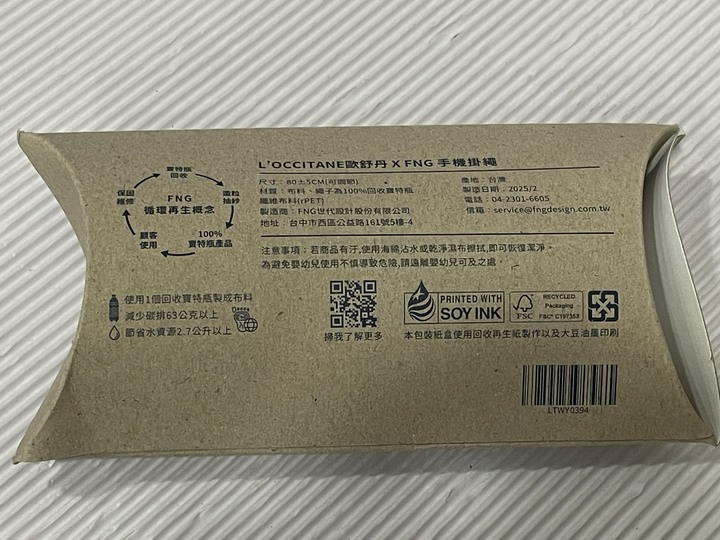 L'OCCITANE歐舒丹 X FNG 手機掛繩
尺寸:80±5CM(可調節)
材質:布料、繩子為100%回收寶特瓶
纖維布料(rPET)
製造商:FNG世代設計股份有限公司
地址:台中市西區公益路161號5樓-4
產地:台灣
製造日期:2025/2
電話:04-2301-6605
信箱:service@fngdesign.com.tw
注意事項:若商品有汙,使用海綿沾水或乾淨濕布擦拭,即可恢復潔淨。
為避免嬰幼兒使用不慎導致危險,請遠離嬰幼兒可及之處。
寶特瓶
回收
造粒
抽紗
100%
寶特瓶產品
顧客
使用
保固
維修
FNG
循環再生概念
使用1個回收寶特瓶製成布料
減少碳排63公克以上
節省水資源2.7公升以上
掃我了解更多
PRINTED WITH
SOY INK
FSC
RECYCLED
Packaging
FSC® C197353
本包裝紙盒使用回收再生紙製作以及大豆油墨印刷
LTWY0394